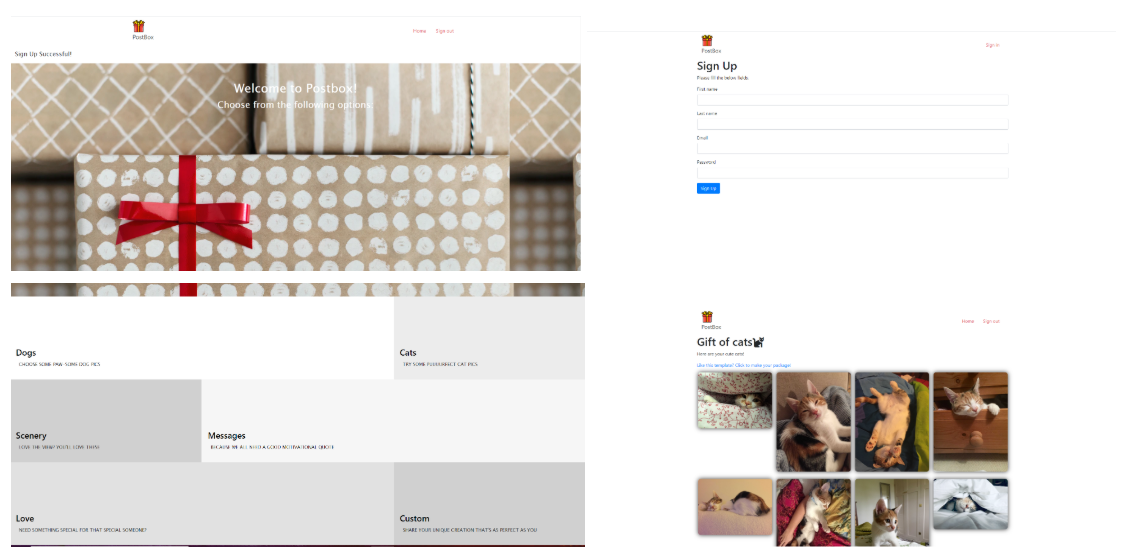 PostBox
Home Sign out
Sign Up Successful!
Welcome to Postbox!
Choose from the following options
Dogs
CHOOSE SOME PAW-SOME DOG PICS
Cats
TRY SOME PURRRRFECT CAT PICS
Scenery
LOVE THE VIEW? YOU'LL LOVE THESE
Messages
BECAUSE WE ALL NEED A GOOD MOTIVATIONAL QUOTE
Love
NEED SOMETHING SPECIAL FOR THAT SPECIAL SOMEONE?
Custom
SHARE YOUR UNIQUE CREATION THAT'S AS PERFECT AS YOU
PostBox
Sign In
Sign Up
Please fill the below fields
First name
Last name
Email
Password
Sign Up
PostBox
Home Sign out
Gift of cats
Here are your cute cats!
Like this template? Click to make your package!